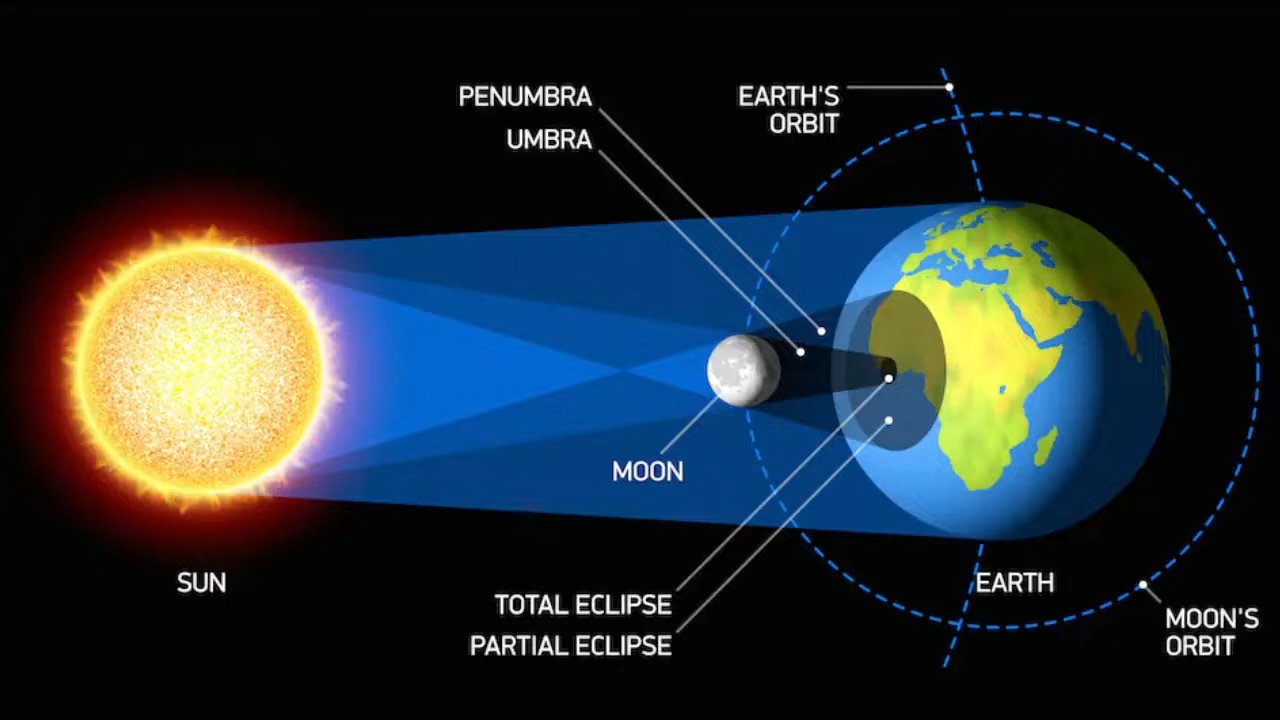 PENUMBRA
UMBRA
EARTH'S
ORBIT
MOON
SUN
EARTH
TOTAL ECLIPSE
PARTIAL ECLIPSE
MOON'S
ORBIT